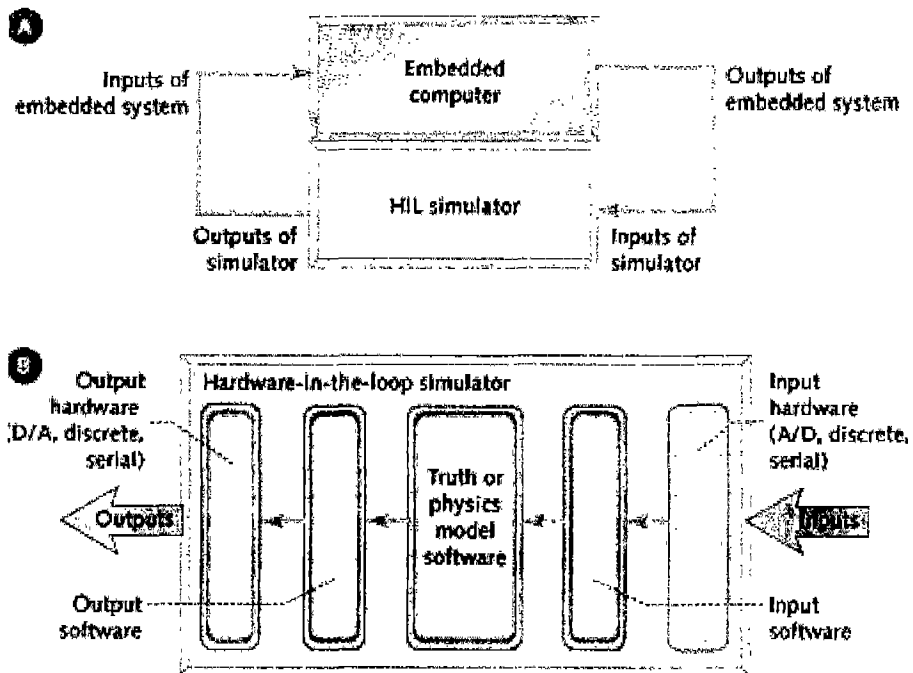 A
Inputs of
embedded system
Embedded
computer
Outputs of
embedded system
HIL simulator
Outputs of
simulator
Inputs of
simulator
B
Output
hardware
(D/A, discrete,
serial)
Hardware-in-the-loop simulator
Input
hardware
(A/D, discrete,
serial)
Truth or
physics
model
software
Outputs
Inputs
Output
software
Input
software